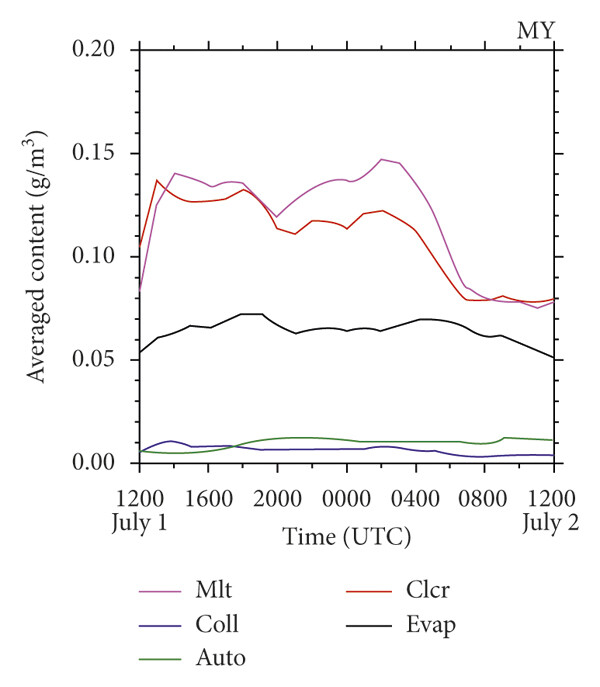 MY
Averaged content (g/m³)
0.20
0.15
0.10
0.05
0.00
1200 1600 2000 0000 0400 0800 1200
July 1 July 2
Time (UTC)
Mlt Clcr
Coll Evap
Auto